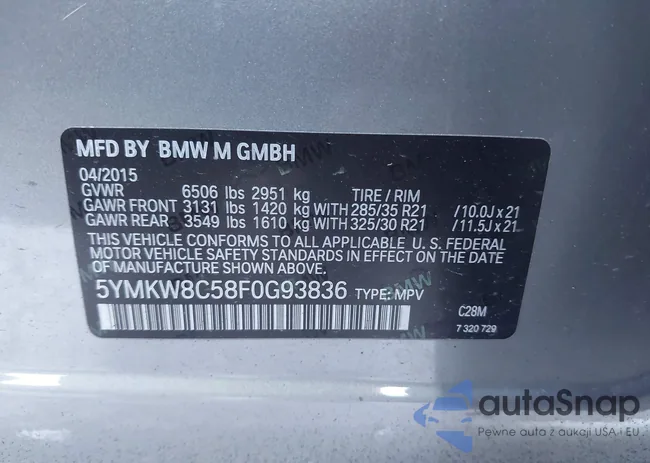 MFD BY BMW M GMBH
04/2015
GVWR 6506 lbs 2951 kg TIRE / RIM
GAWR FRONT 3131 lbs 1420 kg WITH 285/35 R21 /10.0J x 21
GAWR REAR 3549 lbs 1610 kg WITH 325/30 R21 /11.5J x 21
THIS VEHICLE CONFORMS TO ALL APPLICABLE U. S. FEDERAL
MOTOR VEHICLE SAFETY STANDARDS IN EFFECT ON THE
DATE OF MANUFACTURE SHOWN ABOVE.
5YMKW8C58F0G93836 TYPE: MPV
C28M
7 320 729
autoSnap
Pewne auta z aukcji USA i EU